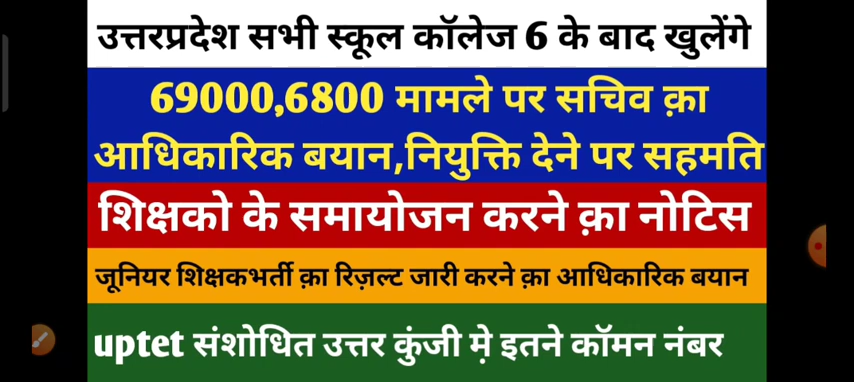 उत्तरप्रदेश सभी स्कूल कॉलेज 6 के बाद खुलेंगे
69000,6800 मामले पर सचिव क़ा
आधिकारिक बयान,नियुक्ति देने पर सहमति
शिक्षको के समायोजन करने क़ा नोटिस
जूनियर शिक्षकभर्ती क़ा रिज़ल्ट जारी करने क़ा आधिकारिक बयान
uptet संशोधित उत्तर कुंजी मे़ इतने कॉमन नंबर